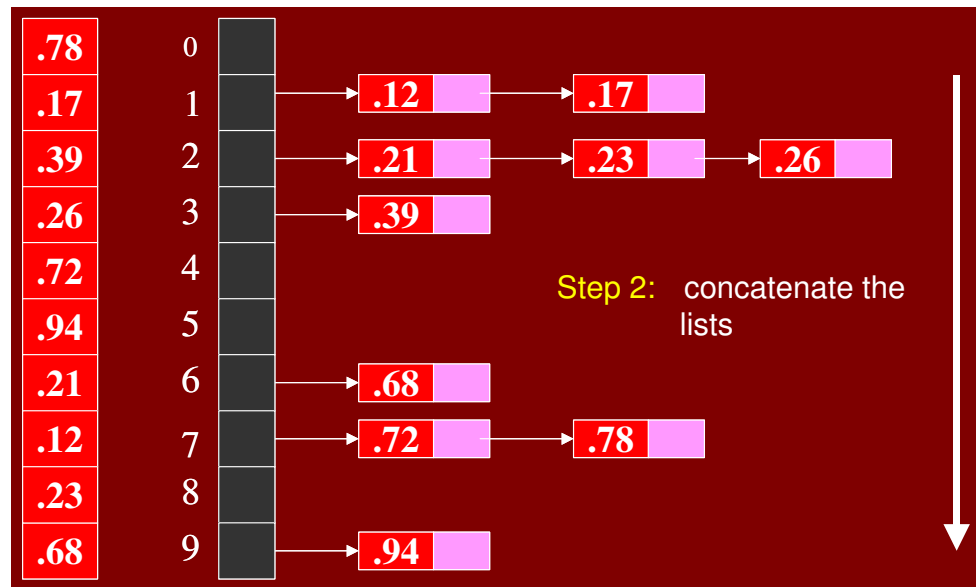 .78 0
.17 1 .12 .17
.39 2 .21 .23 .26
.26 3 .39
.72 4
Step 2: concatenate the
lists
.94 5
.21 6 .68
.12 7 .72 .78
.23 8
.68 9 .94